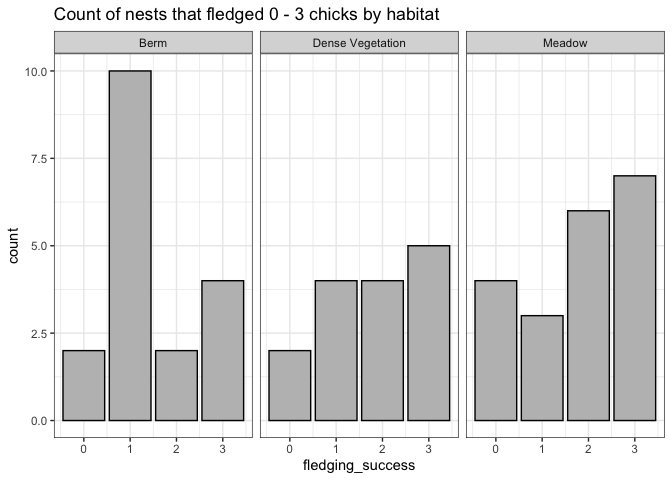 Count of nests that fledged 0 - 3 chicks by habitat
Berm Dense Vegetation Meadow
10.0
7.5
5.0
2.5
0.0
count
0 1 2 3 0 1 2 3 0 1 2 3
fledging_success